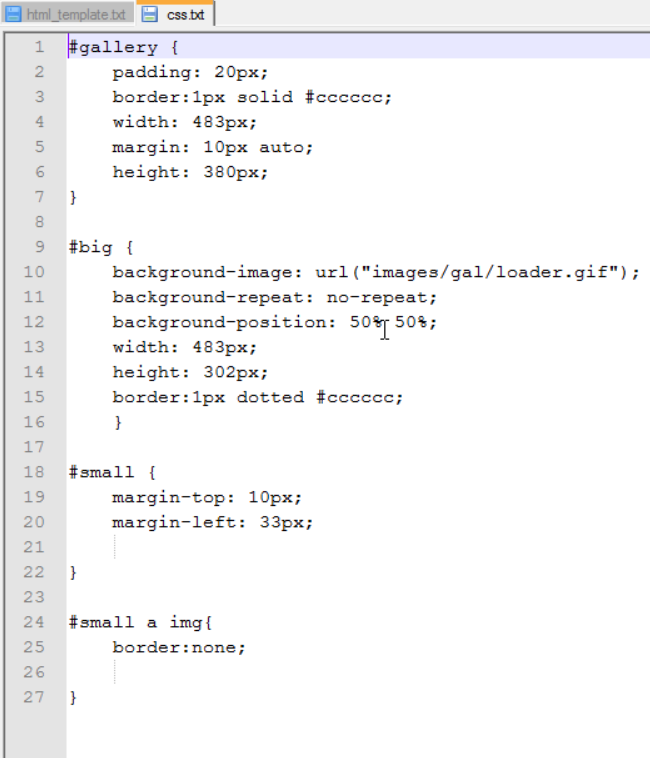 html_template.txt css.txt
1 #gallery {
2 padding: 20px;
3 border:1px solid #cccccc;
4 width: 483px;
5 margin: 10px auto;
6 height: 380px;
7 }
8
9 #big {
10 background-image: url("images/gal/loader.gif");
11 background-repeat: no-repeat;
12 background-position: 50% 50%;
13 width: 483px;
14 height: 302px;
15 border:1px dotted #cccccc;
16 }
17
18 #small {
19 margin-top: 10px;
20 margin-left: 33px;
21
22 }
23
24 #small a img{
25 border:none;
26
27 }